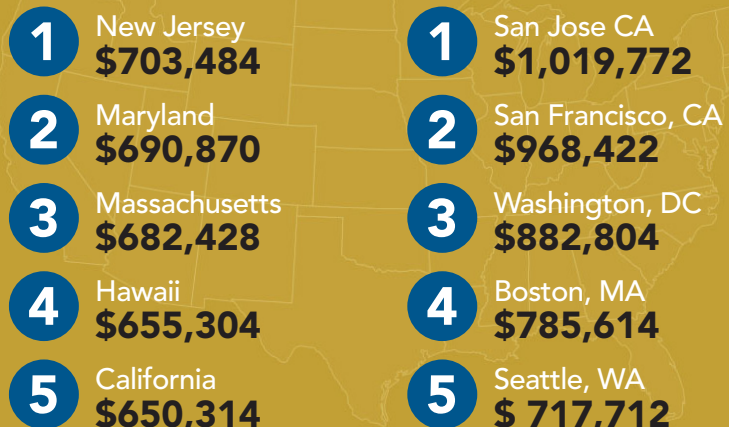 1
New Jersey
$703,484
2
Maryland
$690,870
3
Massachusetts
$682,428
4
Hawaii
$655,304
5
California
$650,314
1
San Jose CA
$1,019,772
2
San Francisco, CA
$968,422
3
Washington, DC
$882,804
4
Boston, MA
$785,614
5
Seattle, WA
$ 717,712